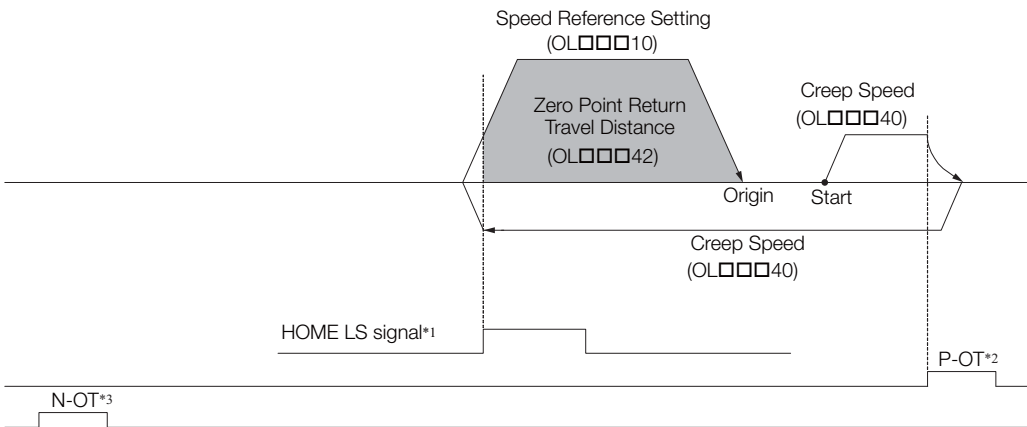 Speed Reference Setting
(OL□□□10)
Zero Point Return
Travel Distance
(OL□□□42)
Creep Speed
(OL□□□40)
Origin
Start
Creep Speed
(OL□□□40)
HOME LS signal*1
P-OT*2
N-OT*3